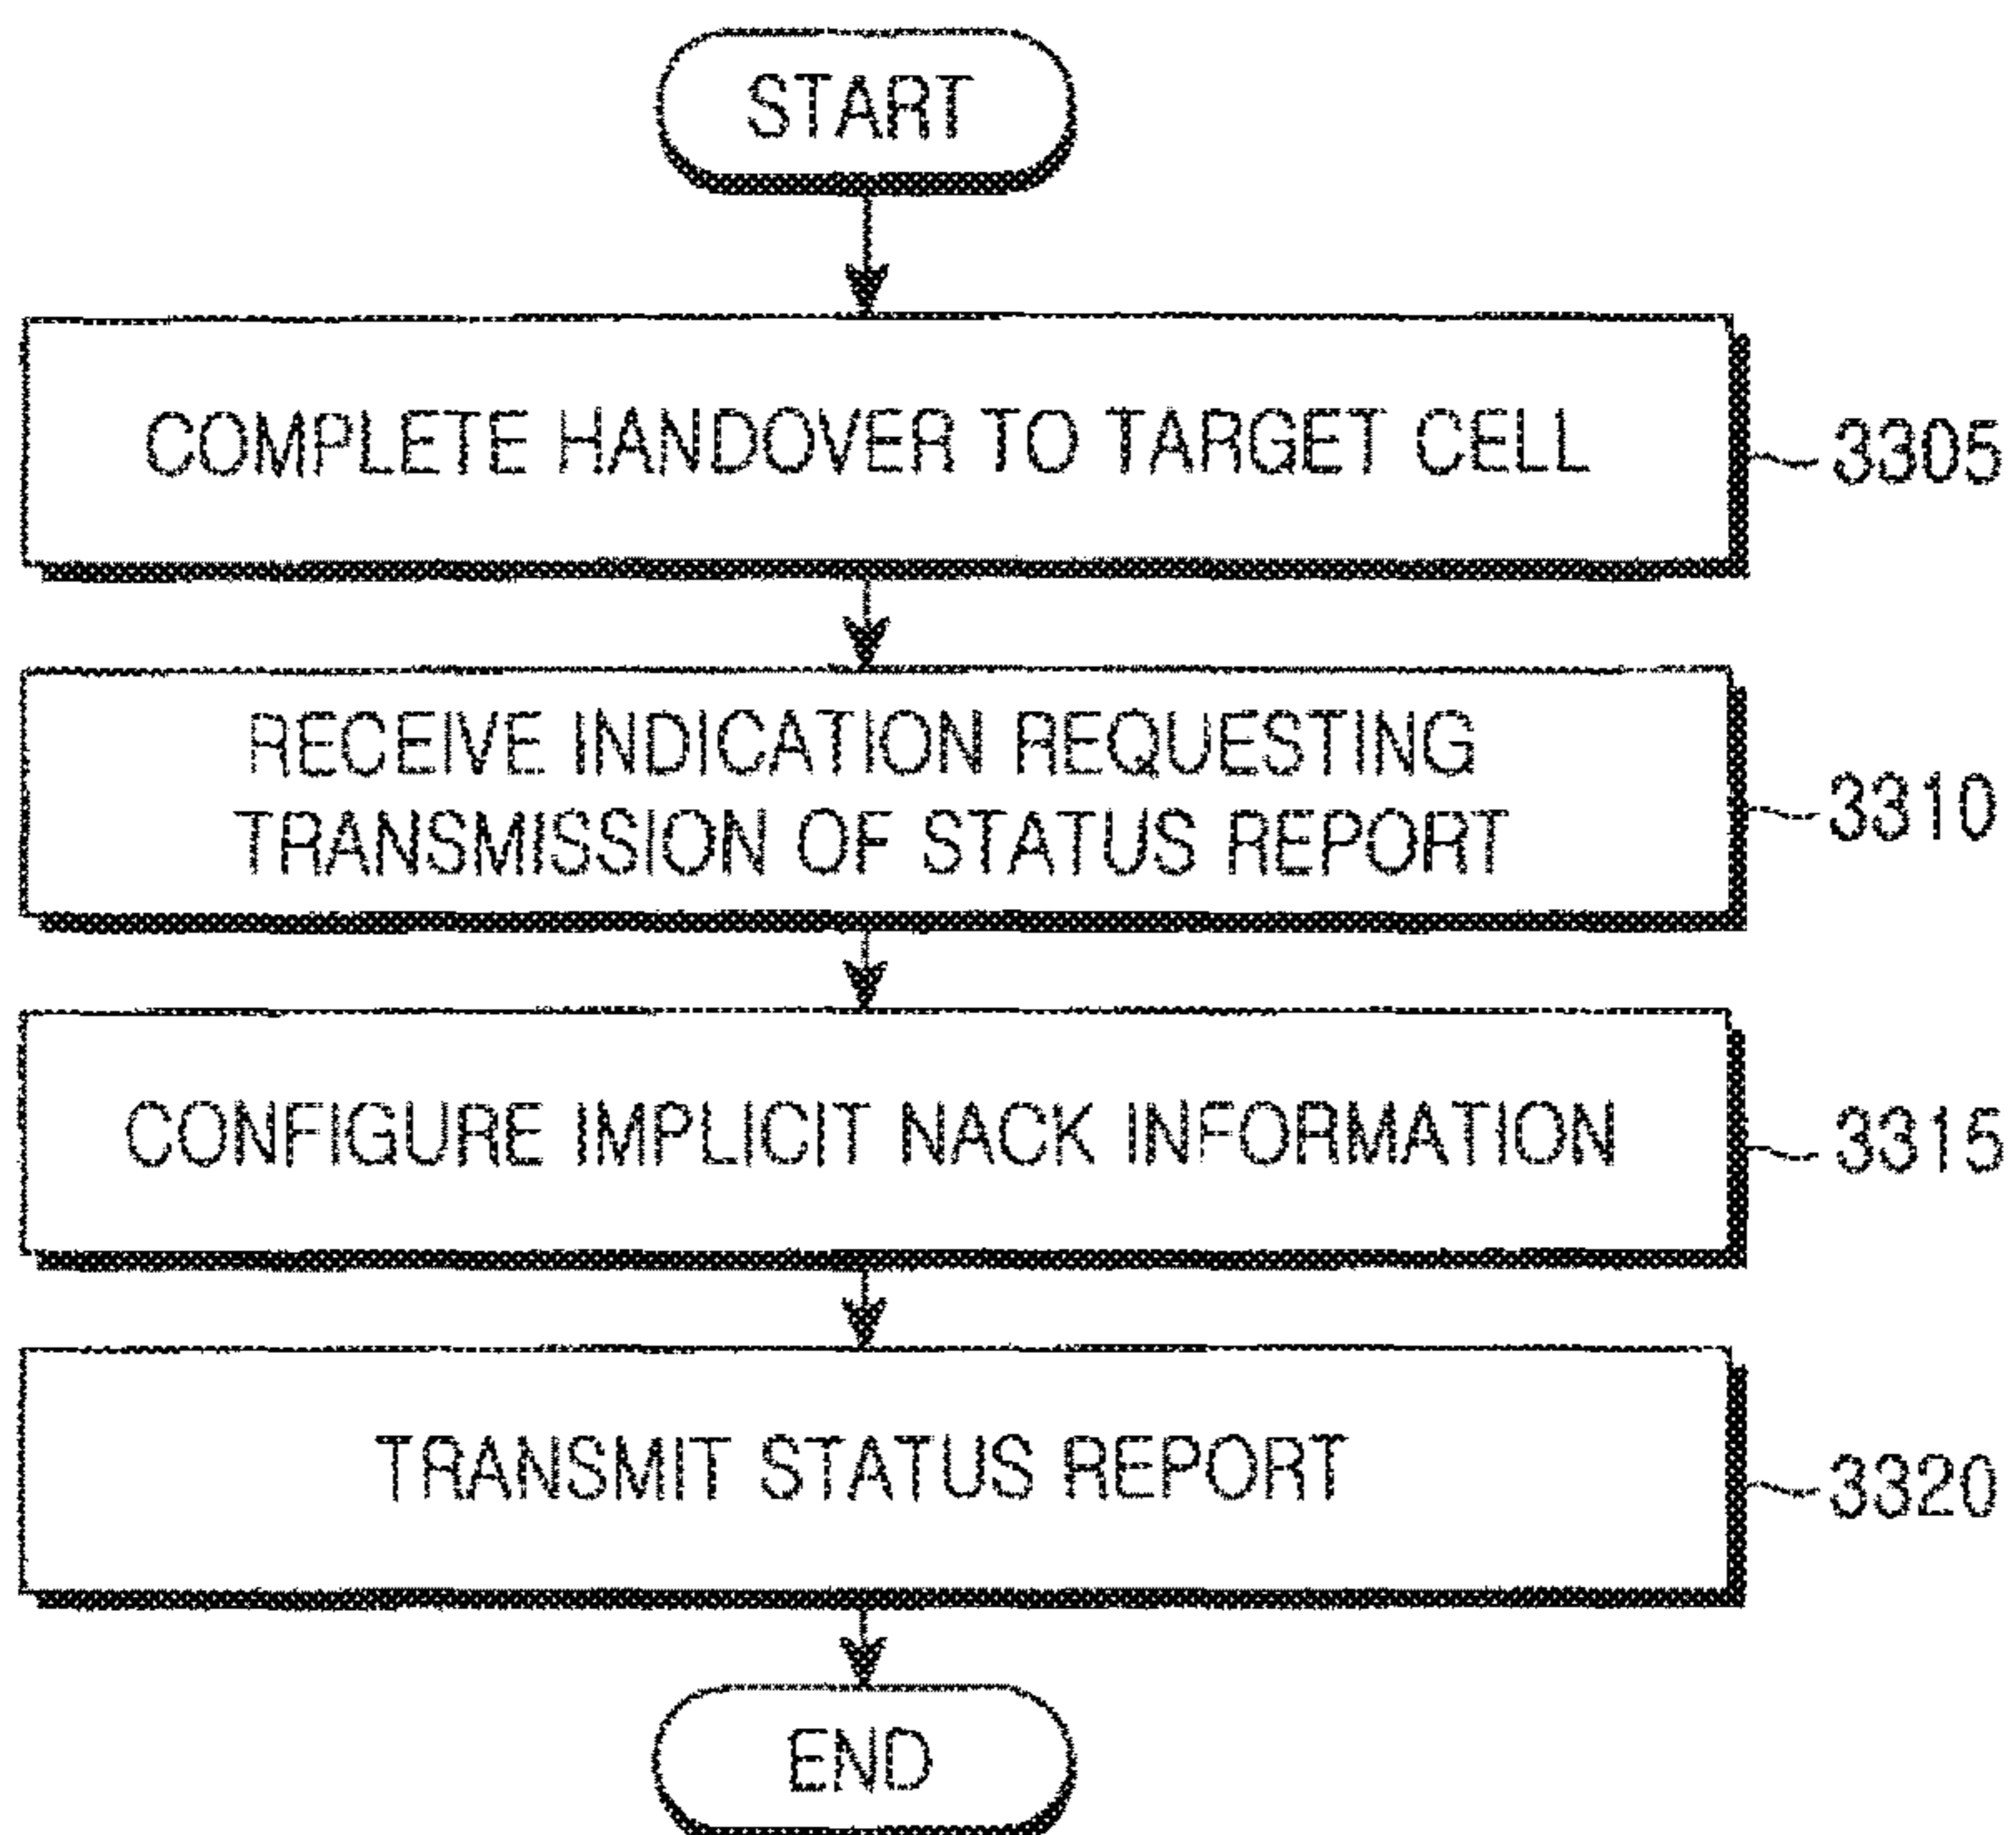 START
COMPLETE HANDOVER TO TARGET CELL
3305
RECEIVE INDICATION REQUESTING
TRANSMISSION OF STATUS REPORT
3310
CONFIGURE IMPLICIT NACK INFORMATION
3315
TRANSMIT STATUS REPORT
3320
END